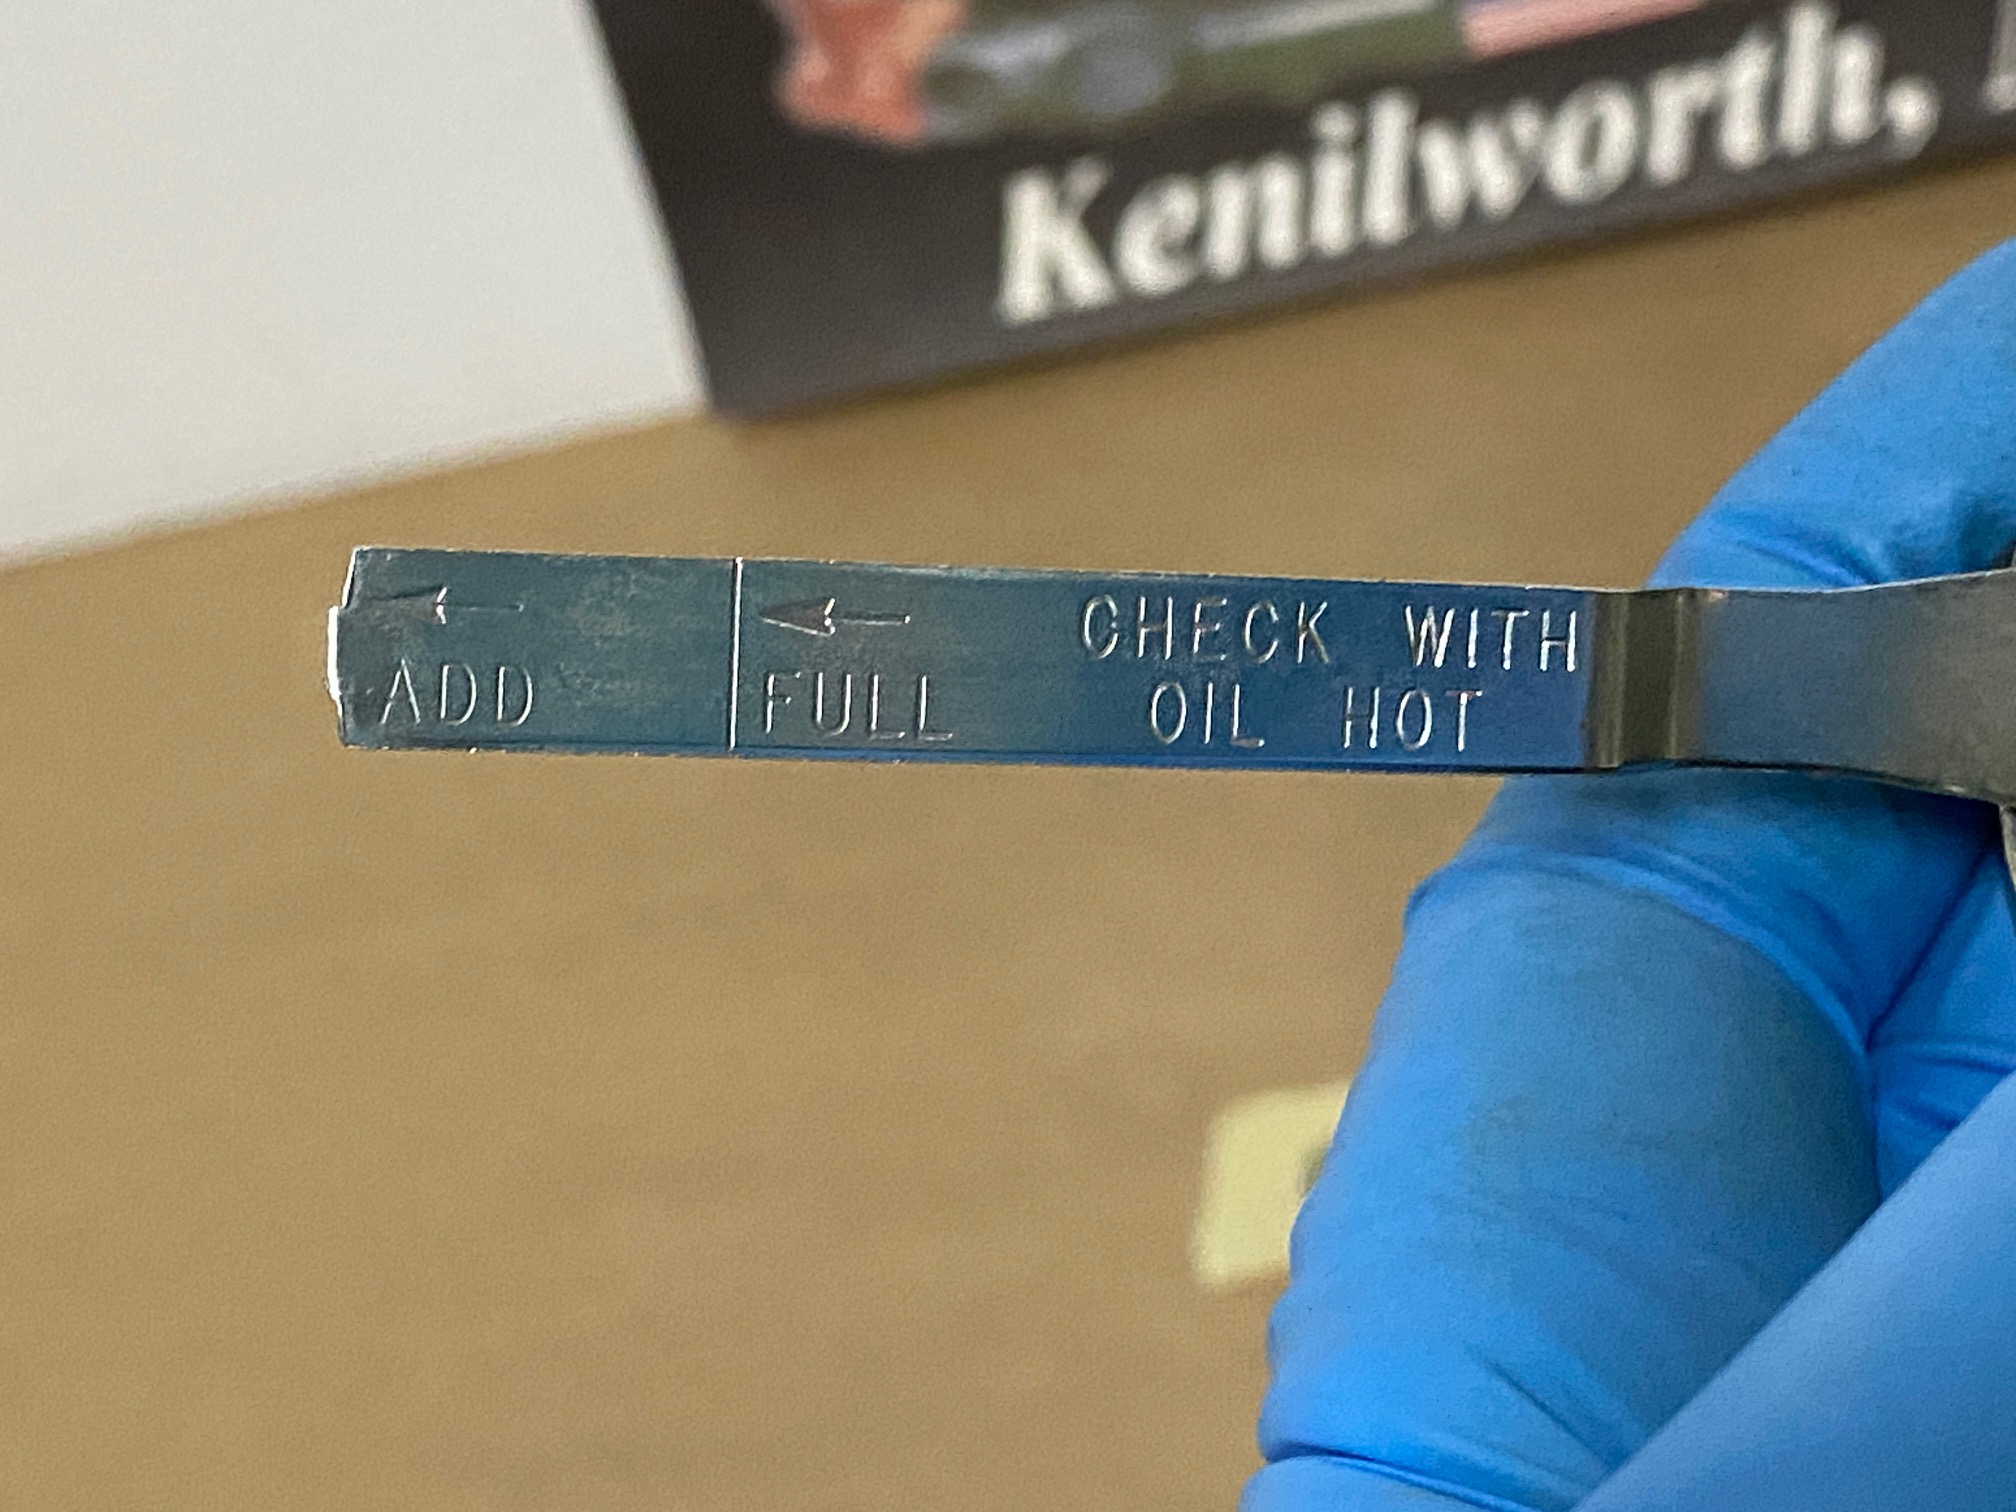 Kenilworth,
ADD
FULL
CHECK WITH
OIL HOT